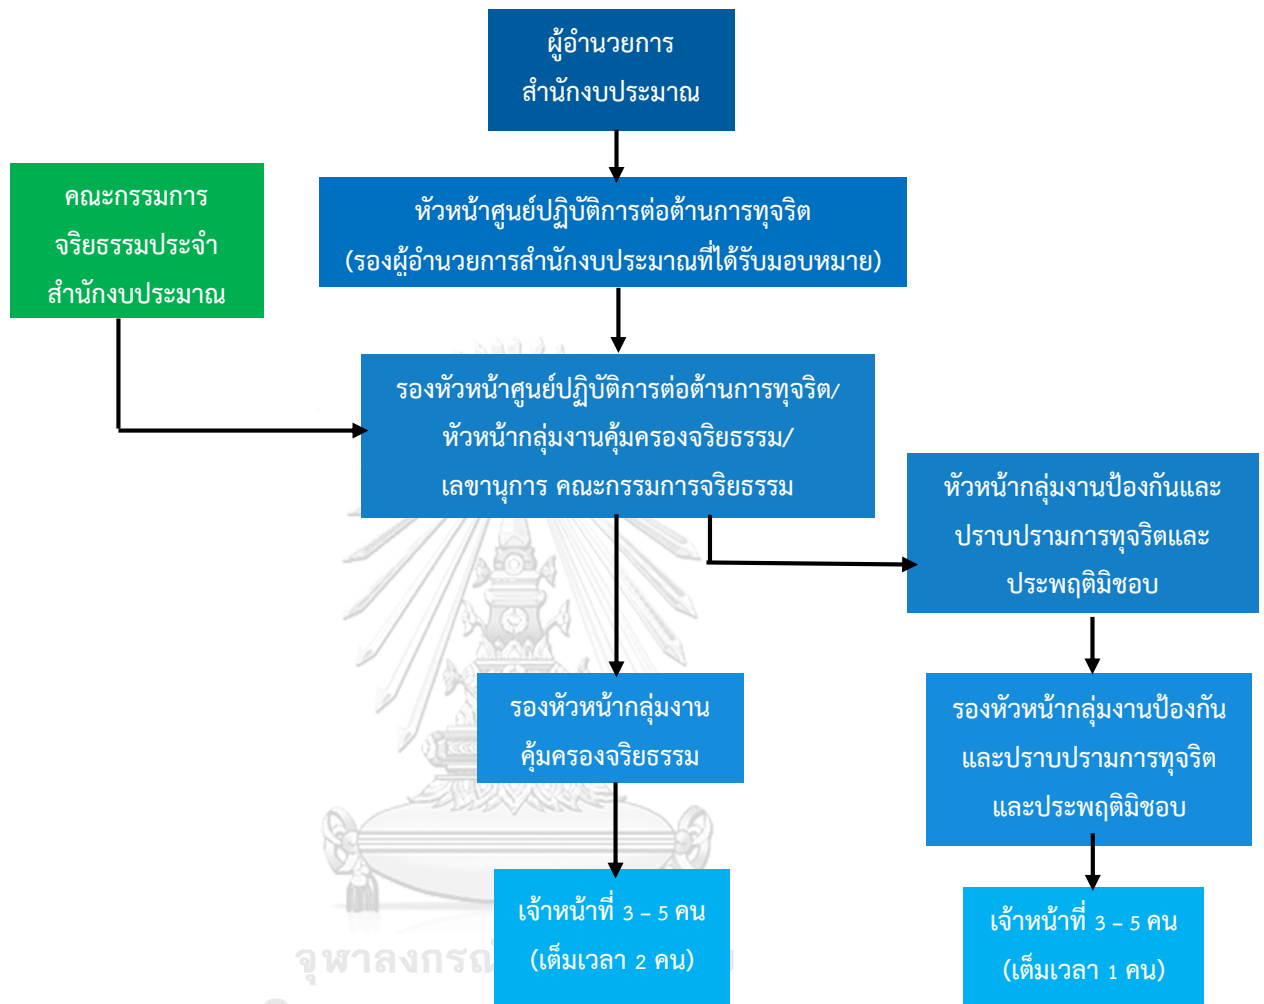 ผู้อำนวยการ
สำนักงบประมาณ
คณะกรรมการ
จริยธรรมประจำ
สำนักงบประมาณ
หัวหน้าศูนย์ปฏิบัติการต่อต้านการทุจริต
(รองผู้อำนวยการสำนักงบประมาณที่ได้รับมอบหมาย)
รองหัวหน้าศูนย์ปฏิบัติการต่อต้านการทุจริต/
หัวหน้ากลุ่มงานคุ้มครองจริยธรรม/
เลขานุการ คณะกรรมการจริยธรรม
หัวหน้ากลุ่มงานป้องกันและ
ปราบปรามการทุจริตและ
ประพฤติมิชอบ
รองหัวหน้ากลุ่มงาน
คุ้มครองจริยธรรม
รองหัวหน้ากลุ่มงานป้องกัน
และปราบปรามการทุจริต
และประพฤติมิชอบ
เจ้าหน้าที่ 3 – 5 คน
(เต็มเวลา 2 คน)
เจ้าหน้าที่ 3 – 5 คน
(เต็มเวลา 1 คน)